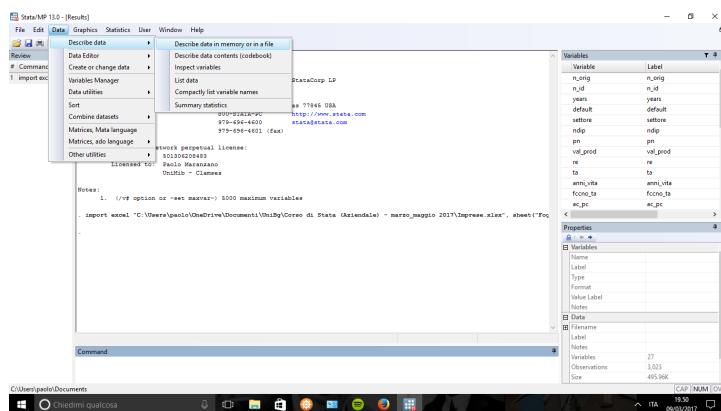 Stata/MP 13.0 - [Results]
File Edit Data Graphics Statistics User Window Help
Review
# Command
1 import exc
Describe data
Data Editor
Create or change data
Variables Manager
Data utilities
Sort
Combine datasets
Matrices, Mata language
Matrices, ado language
Other utilities
Describe data in memory or in a file
Describe data contents (codebook)
Inspect variables
List data
Compactly list variable names
Summary statistics
StataCorp LP
as 77845 USA
800-STATA-PC http://www.stata.com
979-696-4600 stata@stata.com
979-696-4601 (fax)
etwork perpetual license:
501306208483
Licensed to: Paolo Maranzano
UniMib - Clamses
Notes:
1. (/v# option or -set maxvar-) 5000 maximum variables
. import excel "C:\Users\paolo\OneDrive\Documenti\UniBg\Corso di Stata (Aziendale) - marzo_maggio 2017\Imprese.xlsx", sheet("Fog
.
Command
Variables
Variable Label
n_orig n_orig
n_id n_id
years years
default default
settore settore
ndip ndip
pn pn
val_prod val_prod
re re
ta ta
anni_vita anni_vita
fccno_ta fccno_ta
ac_pc ac_pc
Properties
Variables
Name
Label
Type
Format
Value Label
Notes
Data
Filename
Label
Notes
Variables 27
Observations 3,023
Size 495.96K
C:\Users\paolo\Documents
CAP NUM OV
Chiedimi qualcosa
ITA
19.50
09/03/2017